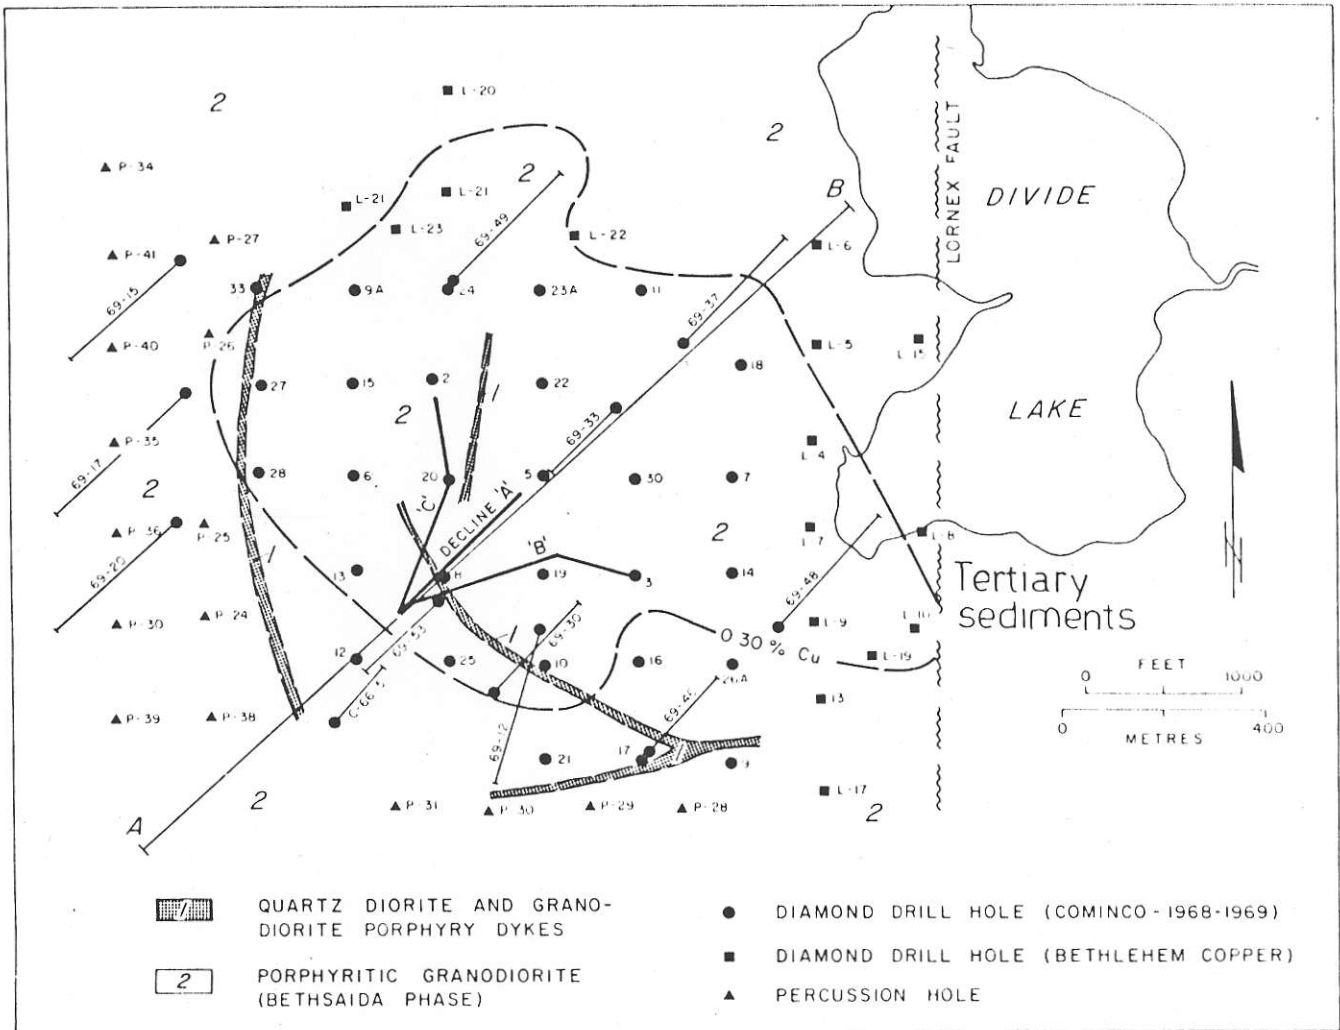 2
L-20
2
P-34
L-21
L-21
2
DIVIDE
LORNEX FAULT
B
L-23
69-49
L-22
L-6
P-27
P-41
69-15
33
9A
24
23A
11
69-37
P-40
P-26
L-5
L-15
27
15
2
22
18
2
69-33
LAKE
P-35
L-4
69-17
28
6
20
5
30
7
2
'C'
DECLINE 'A'
2
P-36
P-25
L-7
L-8
'B'
69-20
13
8
19
3
14
69-48
Tertiary
sediments
P-30
P-24
69-53
69-30
L-9
0.30 % Cu
L-19
12
25
10
16
26A
FEET
0 1000
C-66-5
69-12
13
P-39
P-38
0 400
METRES
21
17
9
2
A
P-31
P-30
P-29
P-28
L-17
2
1 QUARTZ DIORITE AND GRANO-
DIORITE PORPHYRY DYKES
2 PORPHYRITIC GRANODIORITE
(BETHSAIDA PHASE)
DIAMOND DRILL HOLE (COMINCO - 1968-1969)
DIAMOND DRILL HOLE (BETHLEHEM COPPER)
PERCUSSION HOLE